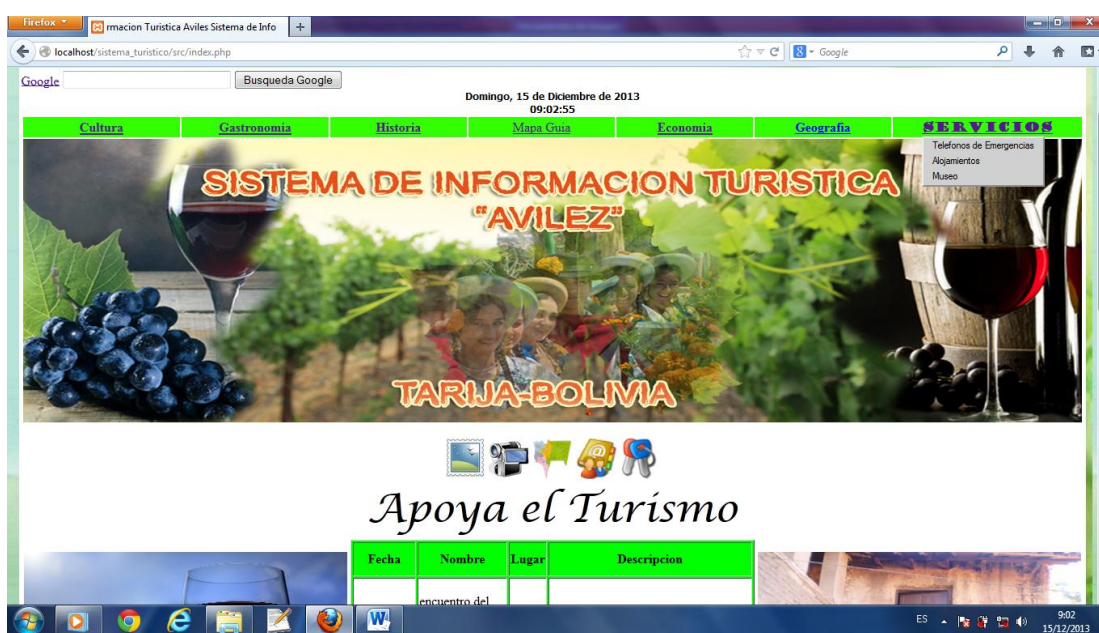 Firefox
rmacion Turistica Aviles Sistema de Info
localhost/sistema_turistico/src/index.php
Google
Google
Busqueda Google
Domingo, 15 de Diciembre de 2013
09:02:55
Cultura
Gastronomia
Historia
Mapa Guia
Economia
Geografia
SERVICIOS
Telefonos de Emergencias
Alojamientos
Museo
SISTEMA DE INFORMACION TURISTICA
“AVILEZ”
TARIJA-BOLIVIA
Apoya el Turismo
Fecha
Nombre
Lugar
Descripcion
encuentro del
ES
9:02
15/12/2013